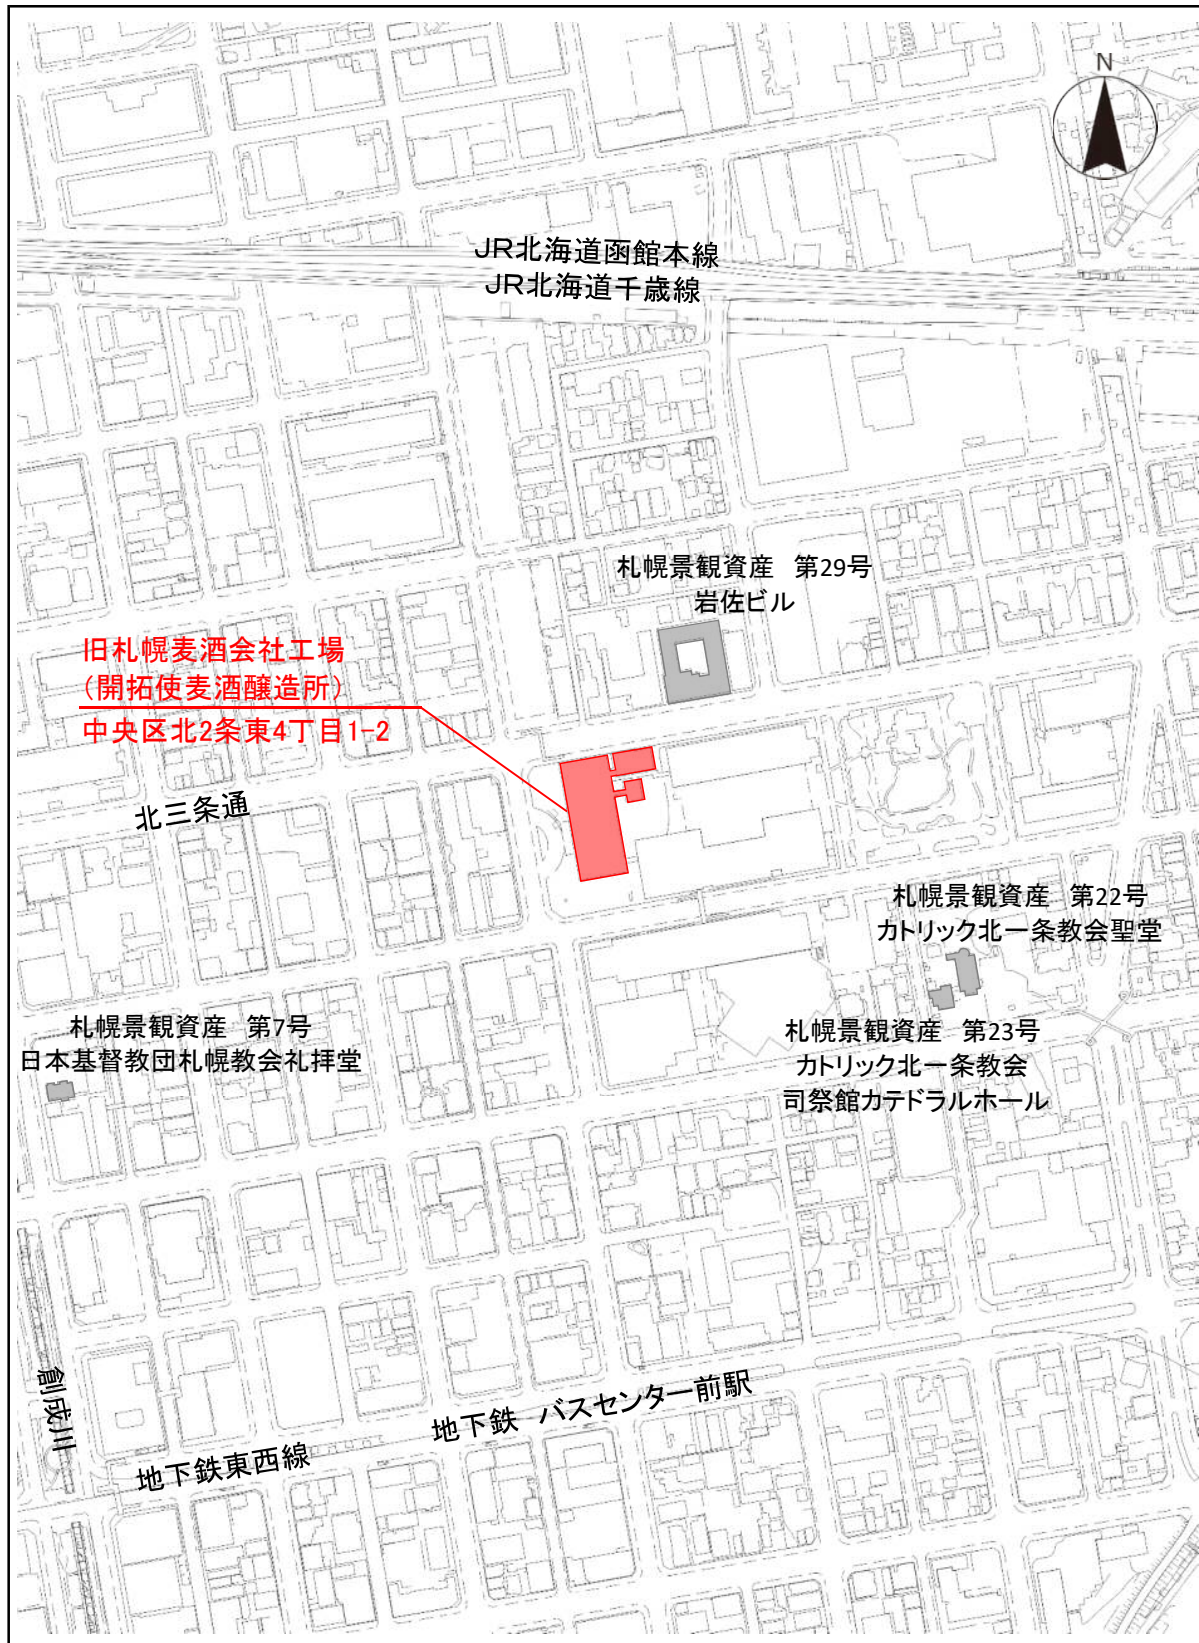 N
JR北海道函館本線
JR北海道千歳線
札幌景観資産　第29号
岩佐ビル
旧札幌麦酒会社工場
(開拓使麦酒醸造所)
中央区北2条東4丁目1-2
北三条通
札幌景観資産　第22号
カトリック北一条教会聖堂
札幌景観資産　第7号
日本基督教団札幌教会礼拝堂
札幌景観資産　第23号
カトリック北一条教会
司祭館カテドラルホール
創成川
地下鉄　バスセンター前駅
地下鉄東西線